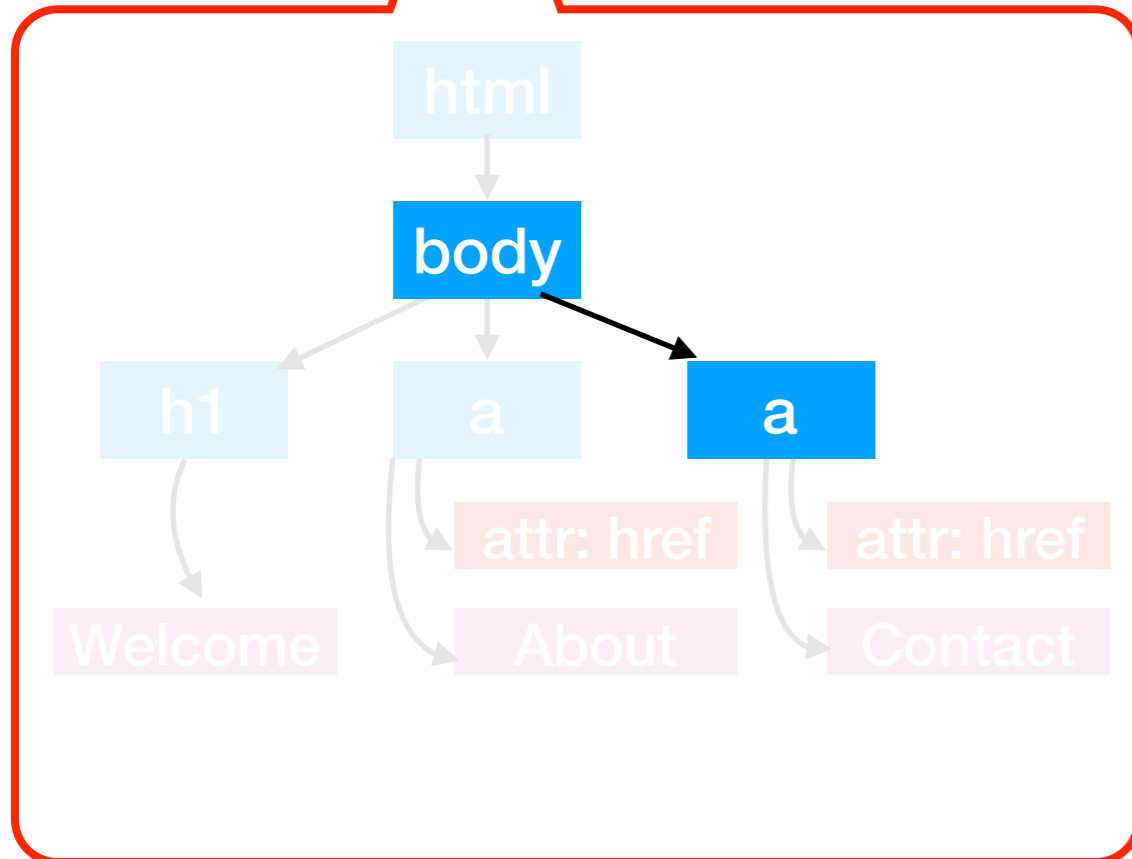 html
body
h1
a
a
attr: href
attr: href
Welcome
About
Contact